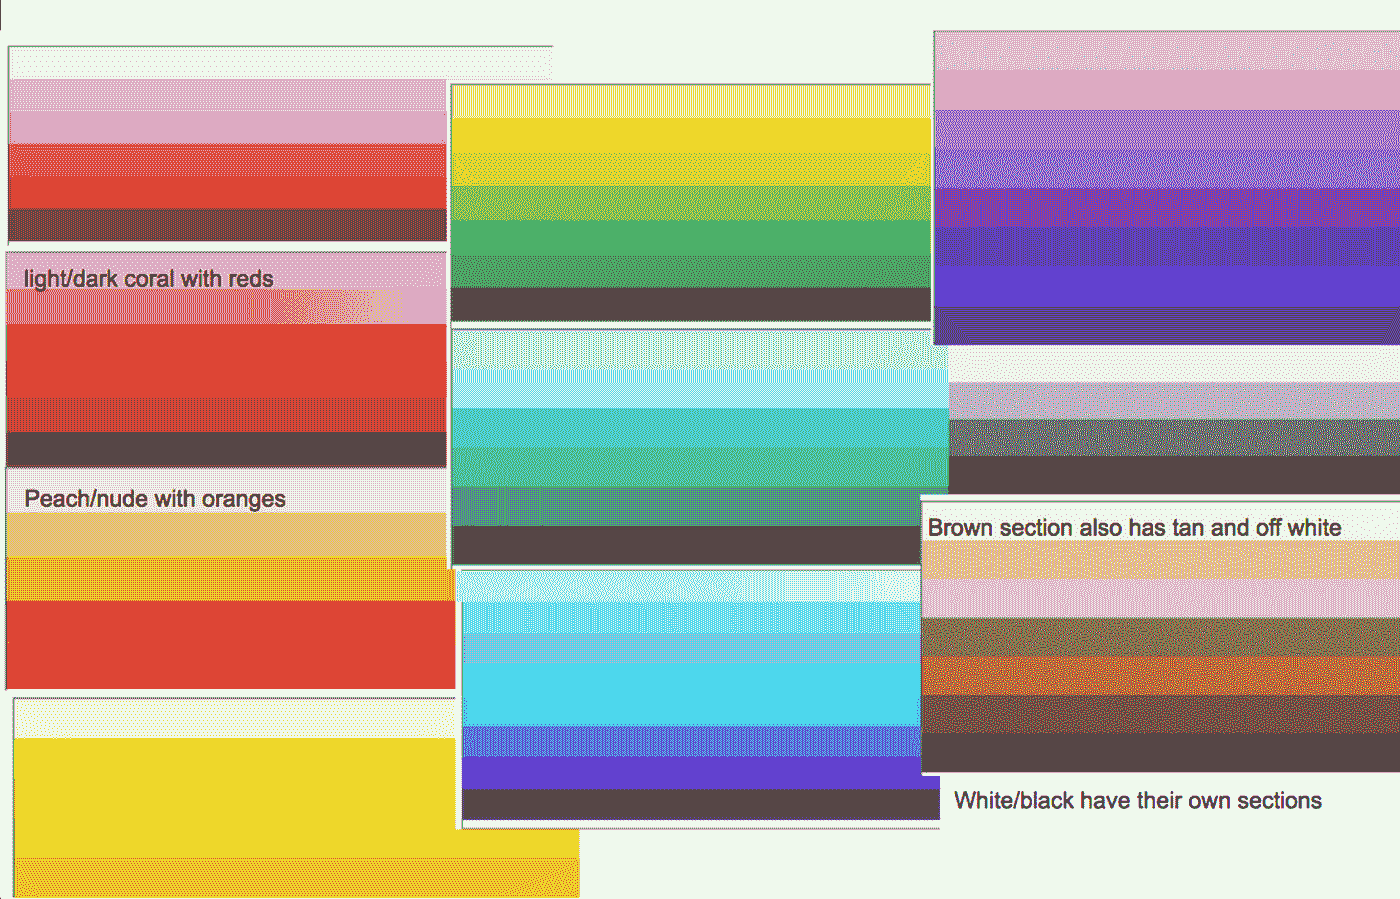 light/dark coral with reds
Peach/nude with oranges
Brown section also has tan and off white
White/black have their own sections